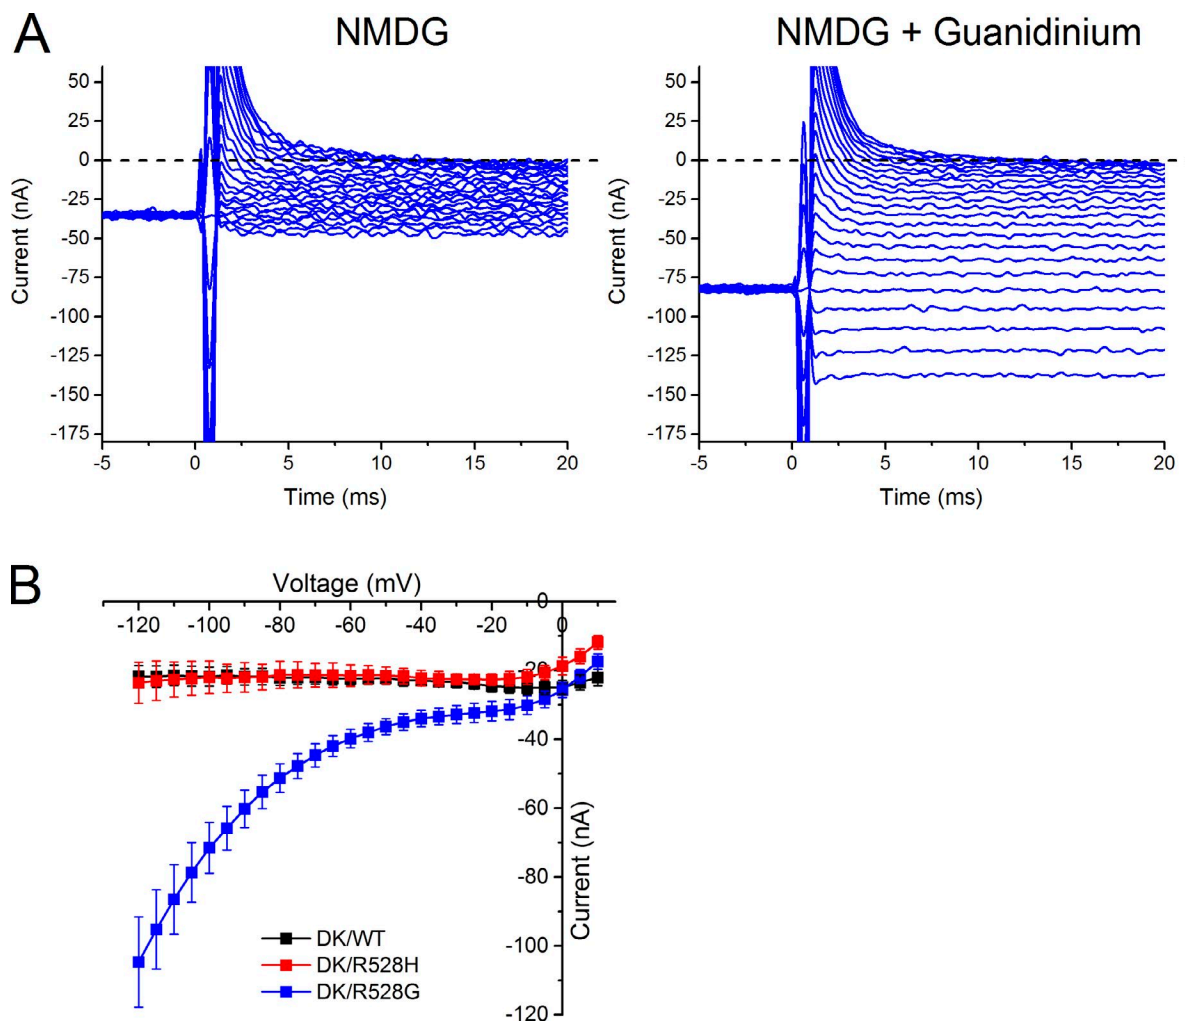 A
NMDG
NMDG + Guanidinium
50
25
0
-25
-50
-75
-100
-125
-150
-175
Current (nA)
-5 0 5 10 15 20
Time (ms)
50
25
0
-25
-50
-75
-100
-125
-150
-175
Current (nA)
-5 0 5 10 15 20
Time (ms)
B
Voltage (mV)
-120 -100 -80 -60 -40 -20 0
0
-20
-40
-60
-80
-100
-120
Current (nA)
DK/WT
DK/R528H
DK/R528G